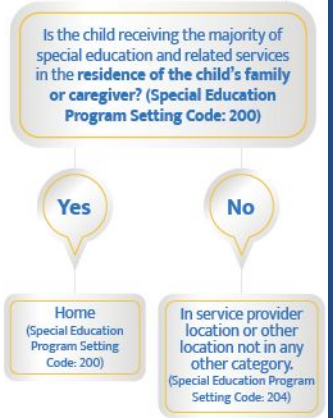 Is the child receiving the majority of
special education and related services
in the residence of the child's family
or caregiver? (Special Education
Program Setting Code: 200)
Yes
No
Home
(Special Education
Program Setting
Code: 200)
In service provider
location or other
location not in any
other category.
(Special Education Program
Setting Code: 204)